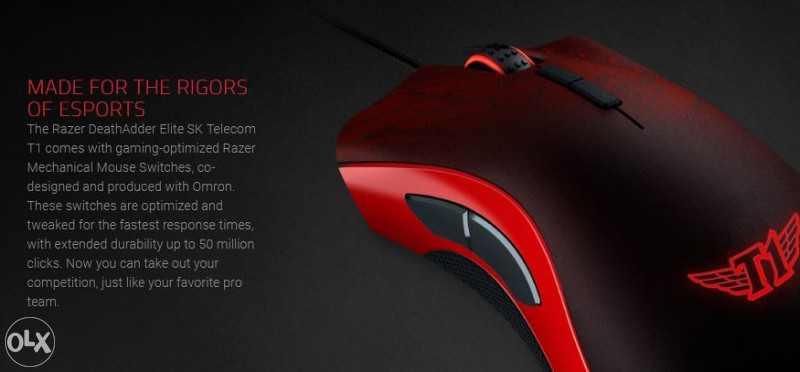 MADE FOR THE RIGORS
OF ESPORTS
The Razer DeathAdder Elite SK Telecom
T1 comes with gaming-optimized Razer
Mechanical Mouse Switches, co-
designed and produced with Omron.
These switches are optimized and
tweaked for the fastest response times,
with extended durability up to 50 million
clicks. Now you can take out your
competition, just like your favorite pro
team.
T1
OLX